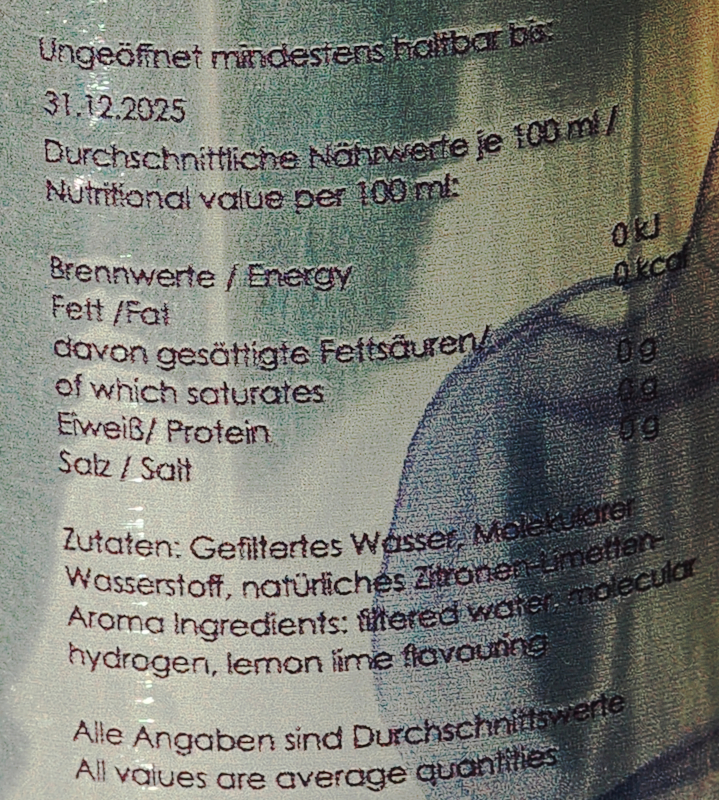 Ungeöffnet mindestens haltbar bis:
31.12.2025
Durchschnittliche Nährwerte je 100 ml /
Nutritional value per 100 ml:
0 kJ
Brennwerte / Energy 0 kcal
Fett /Fat
davon gesättigte Fettsäuren/ 0 g
of which saturates 0 g
Eiweiß/ Protein 0 g
Salz / Salt
Zutaten: Gefiltertes Wasser, Molekularer
Wasserstoff, natürliches Zitronen-Limetten-
Aroma Ingredients: filtered water, molecular
hydrogen, lemon lime flavouring
Alle Angaben sind Durchschnittswerte
All values are average quantities